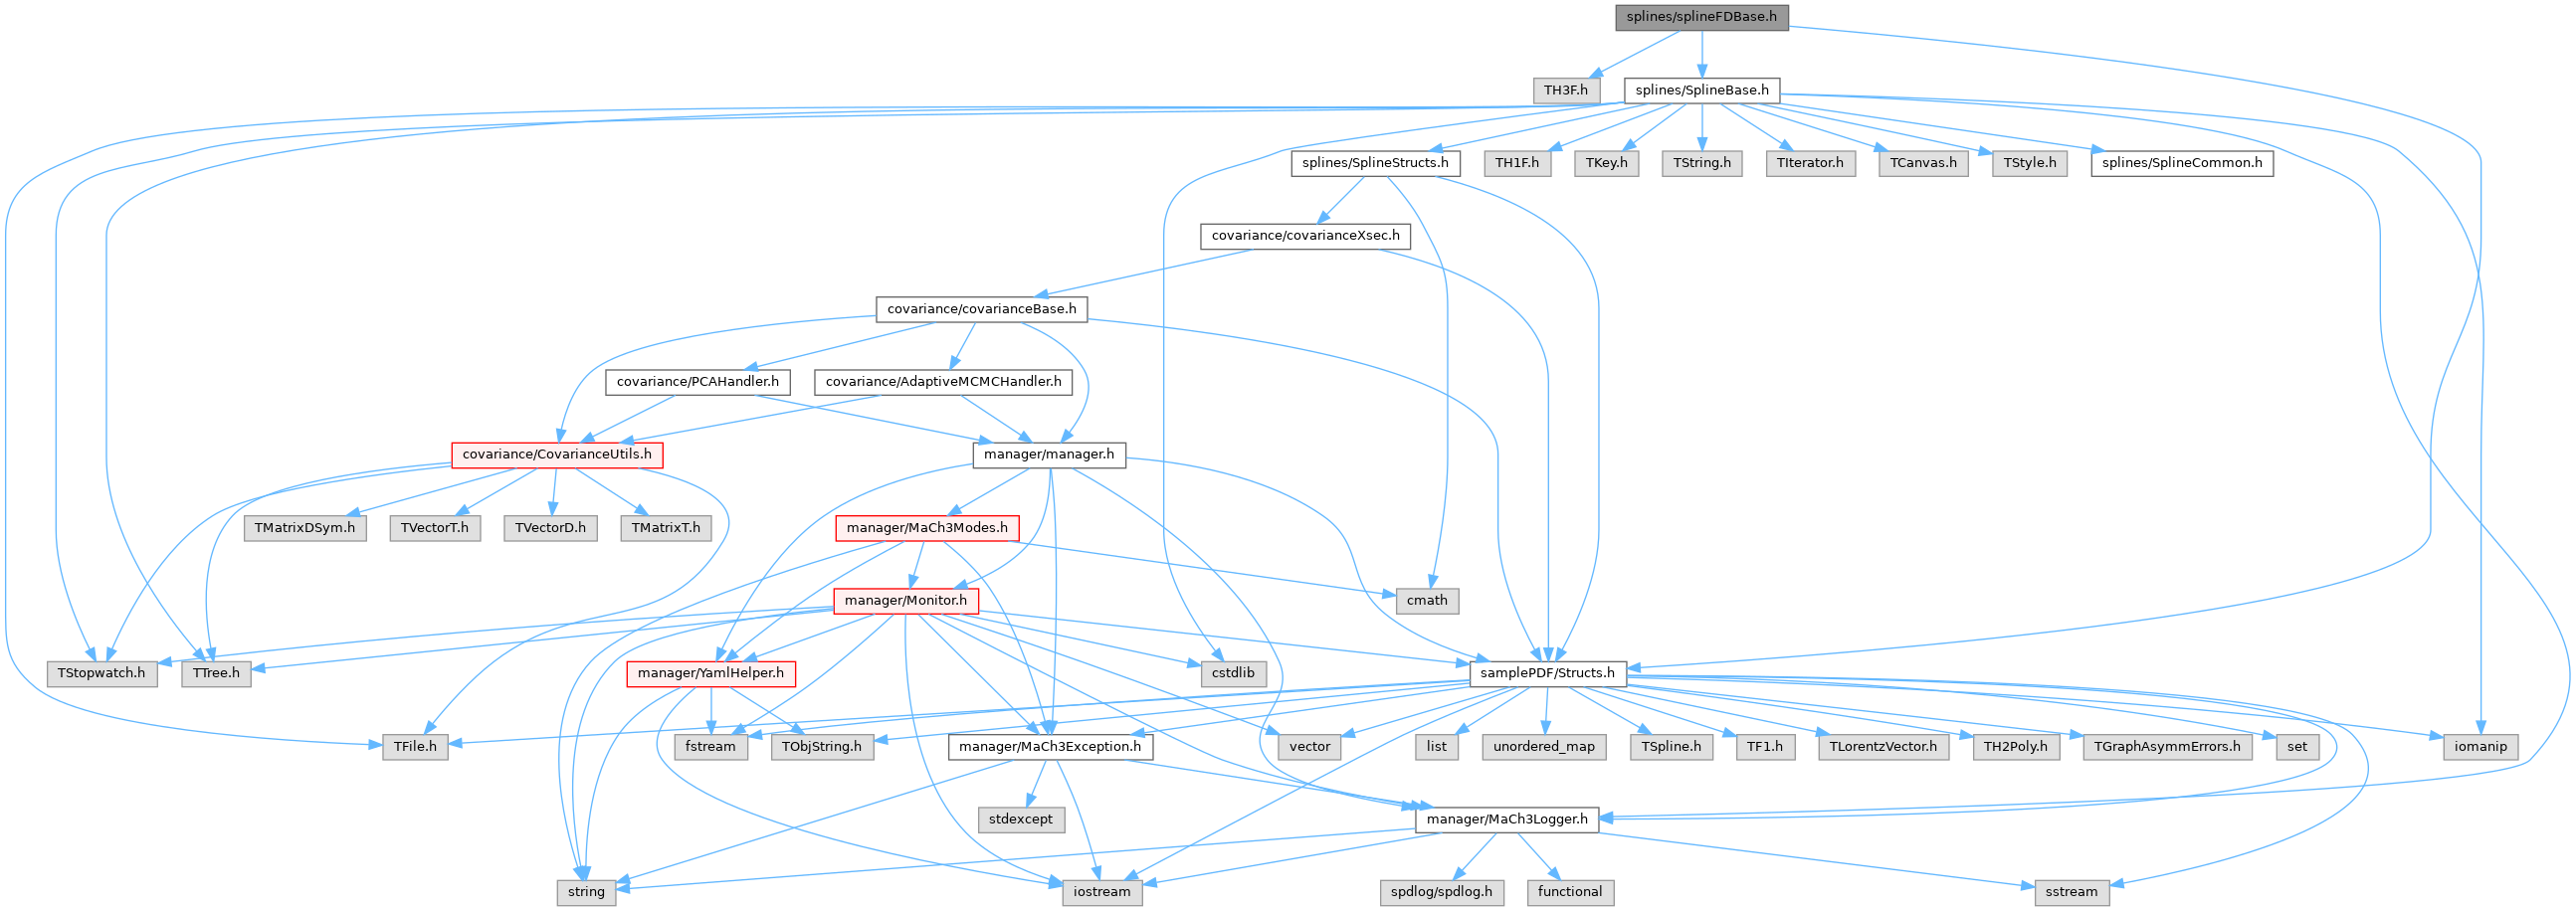 splines/splineFDBase.h
TH3F.h
splines/SplineBase.h
splines/SplineStructs.h
TH1F.h
TKey.h
TString.h
TIterator.h
TCanvas.h
TStyle.h
splines/SplineCommon.h
covariance/covarianceXsec.h
covariance/covarianceBase.h
covariance/PCAHandler.h
covariance/AdaptiveMCMCHandler.h
covariance/CovarianceUtils.h
manager/manager.h
TMatrixDSym.h
TVectorT.h
TVectorD.h
TMatrixT.h
manager/MaCh3Modes.h
manager/Monitor.h
cmath
TStopwatch.h
TTree.h
manager/YamlHelper.h
cstdlib
samplePDF/Structs.h
TFile.h
fstream
TObjString.h
manager/MaCh3Exception.h
vector
list
unordered_map
TSpline.h
TF1.h
TLorentzVector.h
TH2Poly.h
TGraphAsymmErrors.h
set
iomanip
stdexcept
manager/MaCh3Logger.h
string
iostream
spdlog/spdlog.h
functional
sstream